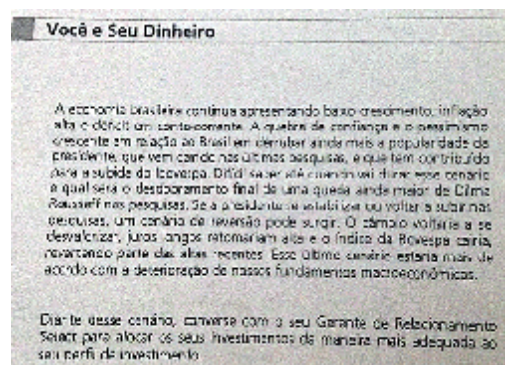 Você e Seu Dinheiro
A economia brasileira continua apresentando baixo crescimento, inflação
alta e déficit em conta-corrente. A quebra de confiança e o pessimismo
crescente em relação ao Brasil em derrubar ainda mais a popularidade da
presidente, que vem caindo nas últimas pesquisas, e que tem contribuído
para a subida do Ibovespa. Difícil saber até quando vai durar esse cenário
e qual será o desdobramento final de uma queda ainda maior de Dilma
Rousseff nas pesquisas. Se a presidente se estabilizar ou voltar a subir nas
pesquisas, um cenário de reversão pode surgir. O câmbio voltaria a se
desvalorizar, juros longos retomariam alta e o índice da Bovespa cairia,
revertendo parte das altas recentes. Esse último cenário estaria mais de
acordo com a deterioração de nossos fundamentos macroeconômicos.
Diante desse cenário, converse com o seu Gerente de Relacionamento
Select para alocar os seus investimentos da maneira mais adequada ao
seu perfil de investimento